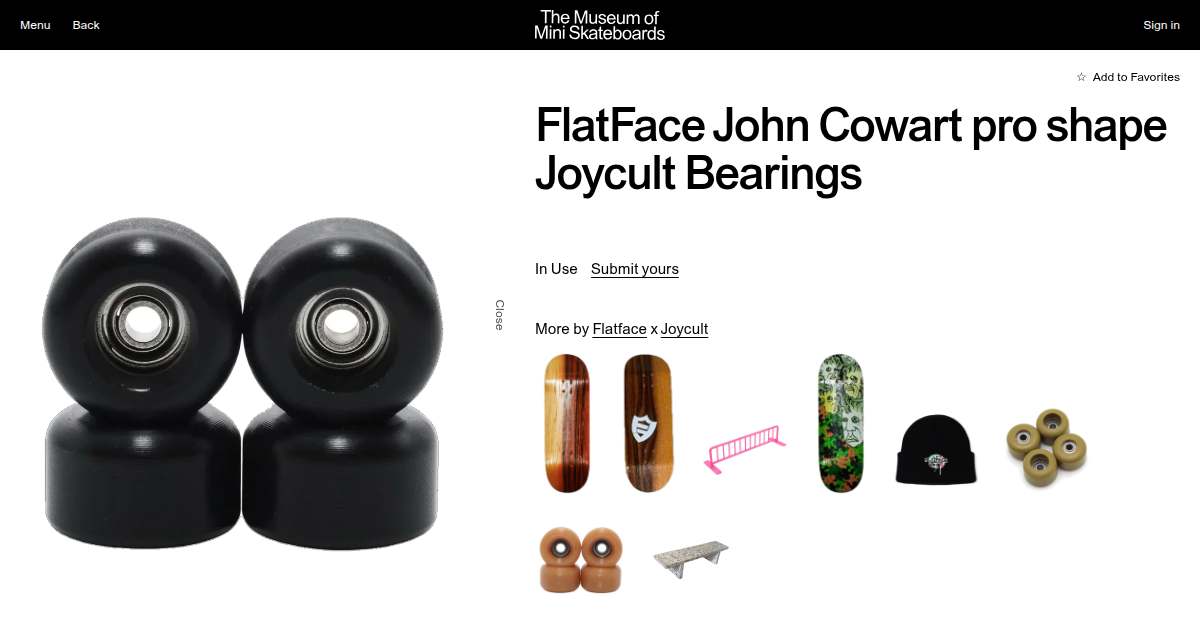 Menu
Back
The Museum of
Mini Skateboards
Sign in
☆ Add to Favorites
FlatFace John Cowart pro shape
Joycult Bearings
In Use
Submit yours
Close
More by Flatface x Joycult